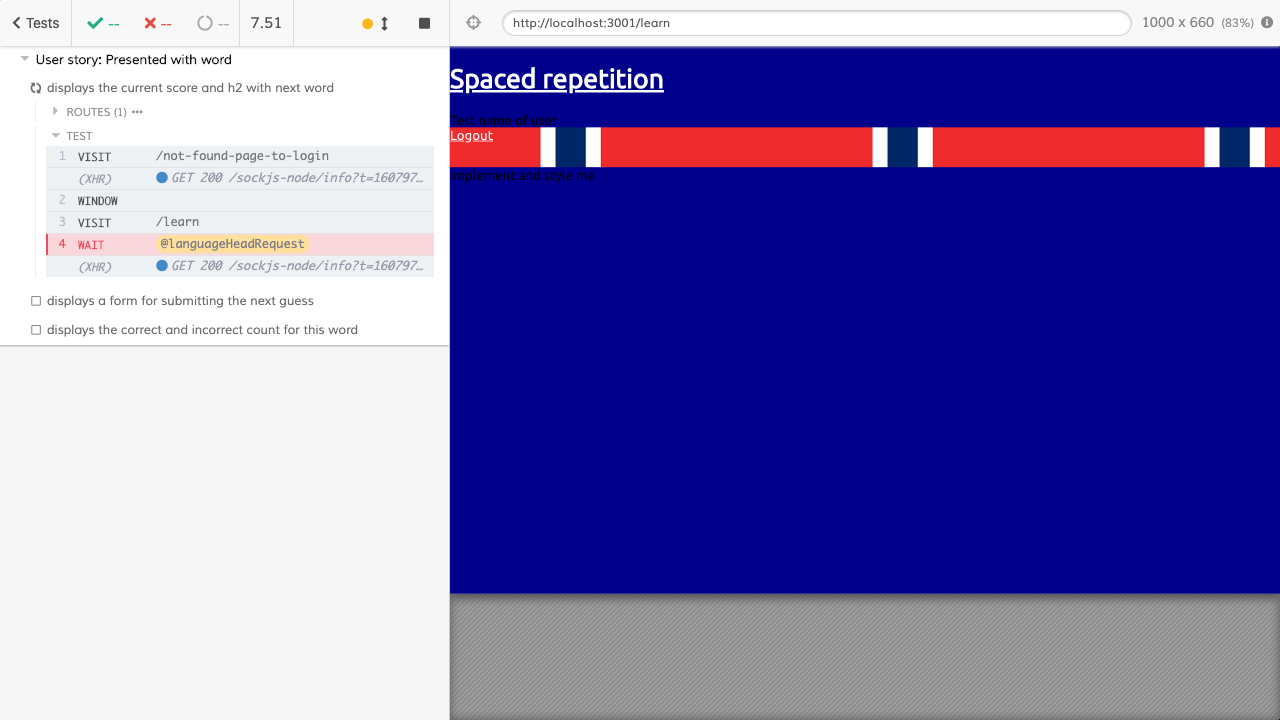 Tests
--
--
--
7.51
http://localhost:3001/learn
1000 x 660 (83%)
User story: Presented with word
displays the current score and h2 with next word
ROUTES (1)
TEST
1 VISIT /not-found-page-to-login
(XHR) GET 200 /sockjs-node/info?t=160797…
2 WINDOW
3 VISIT /learn
4 WAIT @languageHeadRequest
(XHR) GET 200 /sockjs-node/info?t=160797…
displays a form for submitting the next guess
displays the correct and incorrect count for this word
Spaced repetition
Test name of user
Logout
implement and style me